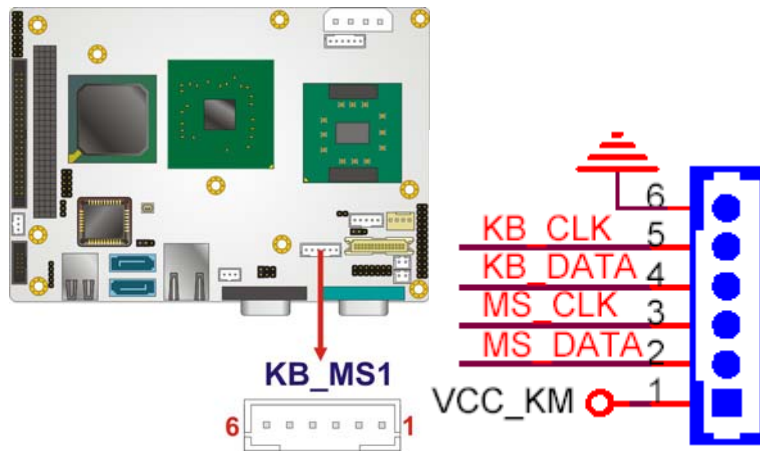 KB_MS1
6 1
6
KB_CLK 5
KB_DATA 4
MS_CLK 3
MS_DATA 2
VCC_KM 1